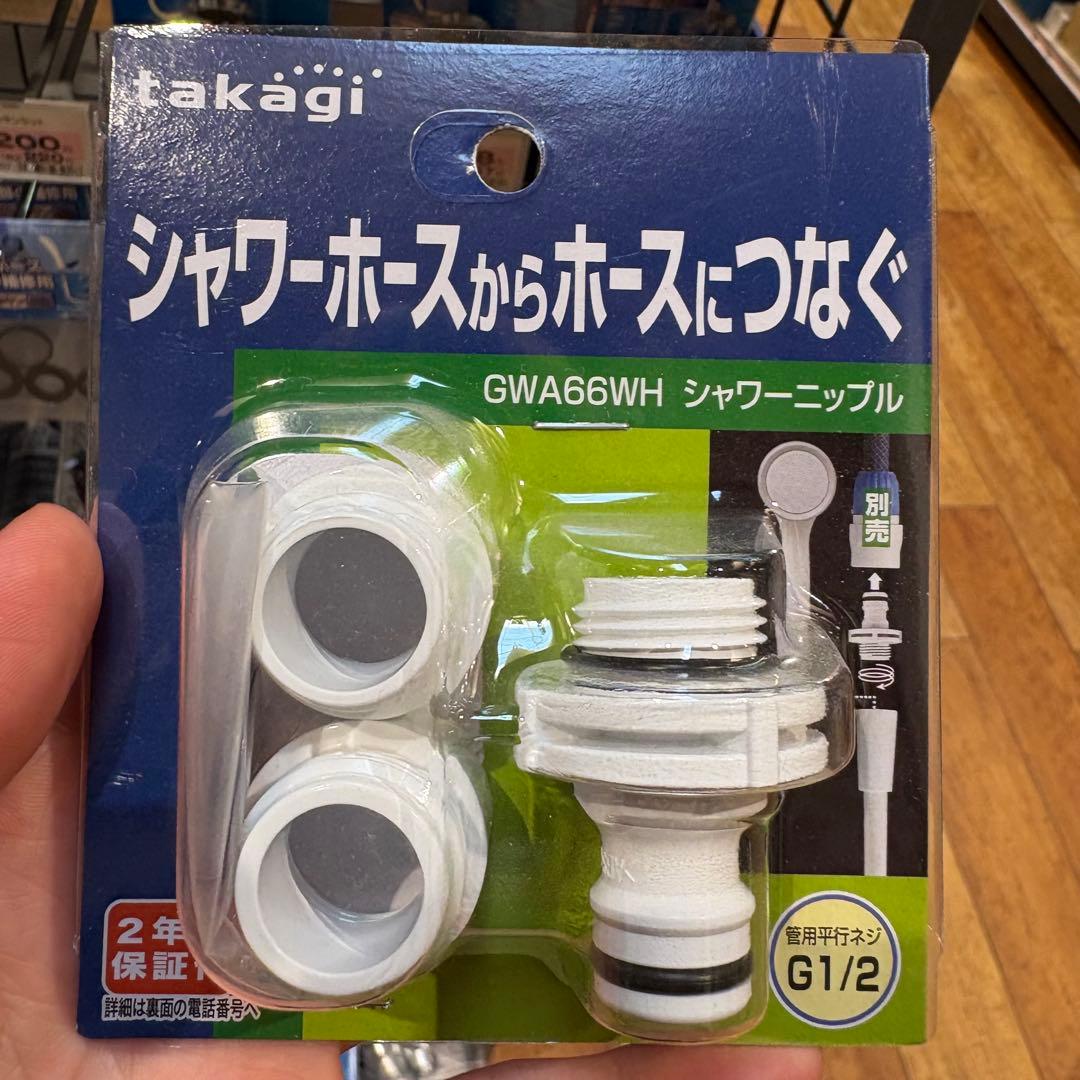 takagi
シャワーホースからホースにつなぐ
GWA66WH シャワーニップル
別売
2年
保証付
詳細は裏面の電話番号へ
管用平行ネジ
G1/2
200